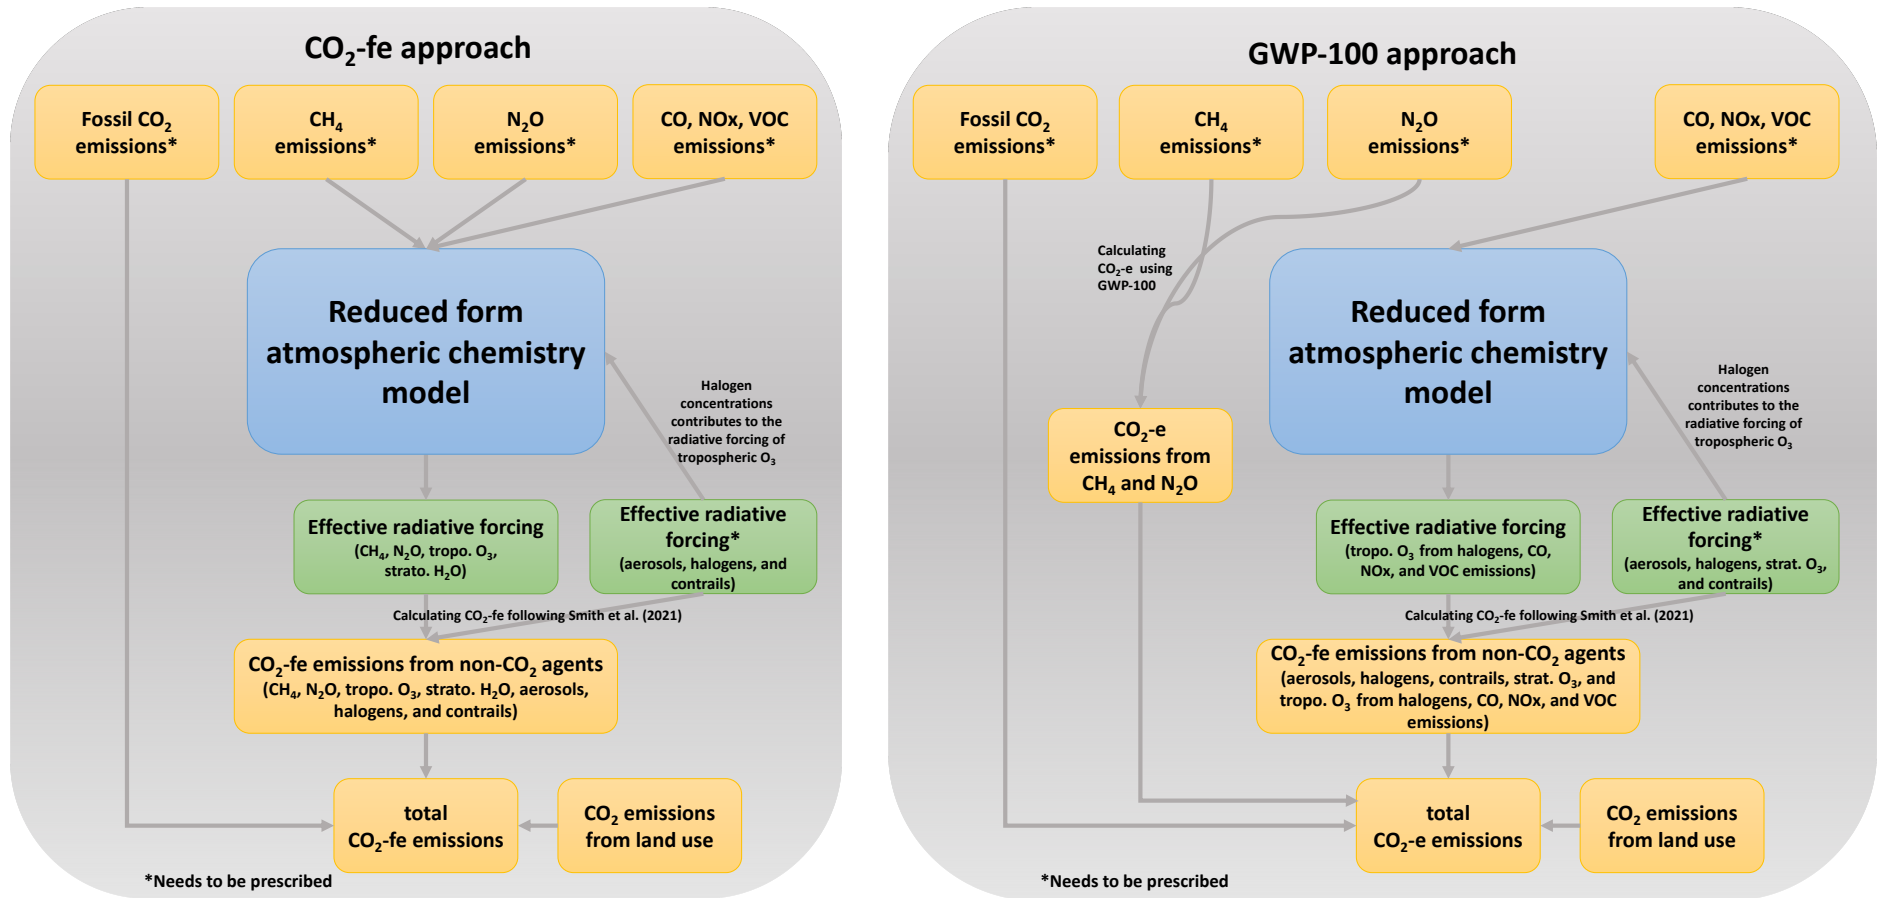 CO₂-fe approach
Fossil CO₂
emissions*
CH₄
emissions*
N₂O
emissions*
CO, NOx, VOC
emissions*
Reduced form
atmospheric chemistry
model
Halogen
concentrations
contributes to the
radiative forcing of
tropospheric O₃
Effective radiative forcing
(CH₄, N₂O, tropo. O₃,
strato. H₂O)
Effective radiative
forcing*
(aerosols, halogens, and
contrails)
Calculating CO₂-fe following Smith et al. (2021)
CO₂-fe emissions from non-CO₂ agents
(CH₄, N₂O, tropo. O₃, strato. H₂O, aerosols,
halogens, and contrails)
total
CO₂-fe emissions
CO₂ emissions
from land use
*Needs to be prescribed
GWP-100 approach
Fossil CO₂
emissions*
CH₄
emissions*
N₂O
emissions*
CO, NOx, VOC
emissions*
Calculating
CO₂-e using
GWP-100
Reduced form
atmospheric chemistry
model
Halogen
concentrations
contributes to the
radiative forcing of
tropospheric O₃
CO₂-e
emissions from
CH₄ and N₂O
Effective radiative forcing
(tropo. O₃ from halogens, CO,
NOx, and VOC emissions)
Effective radiative
forcing*
(aerosols, halogens, strat. O₃,
and contrails)
Calculating CO₂-fe following Smith et al. (2021)
CO₂-fe emissions from non-CO₂ agents
(aerosols, halogens, contrails, strat. O₃, and
tropo. O₃ from halogens, CO, NOx, and VOC
emissions)
total
CO₂-e emissions
CO₂ emissions
from land use
*Needs to be prescribed